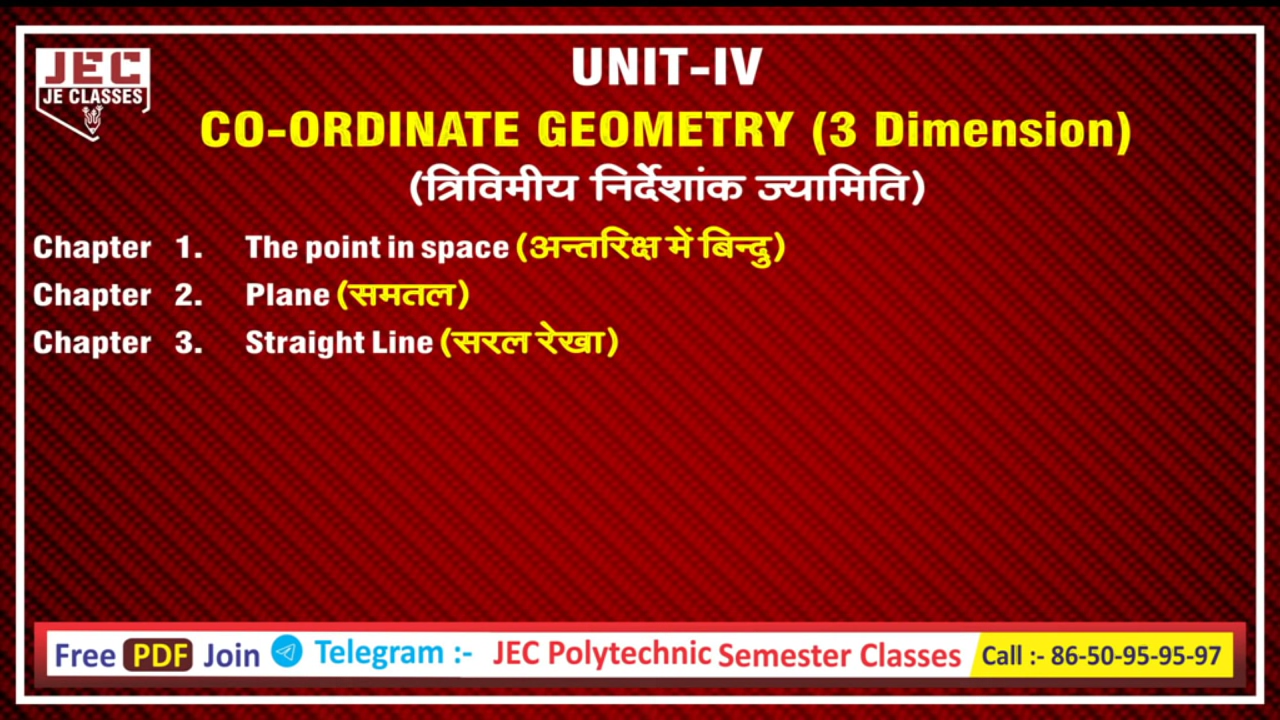 JEC
JE CLASSES
UNIT-IV
CO-ORDINATE GEOMETRY (3 Dimension)
(त्रिविमीय निर्देशांक ज्यामिति)
Chapter 1. The point in space (अन्तरिक्ष में बिन्दु)
Chapter 2. Plane (समतल)
Chapter 3. Straight Line (सरल रेखा)
Free PDF Join Telegram :- JEC Polytechnic Semester Classes Call :- 86-50-95-95-97